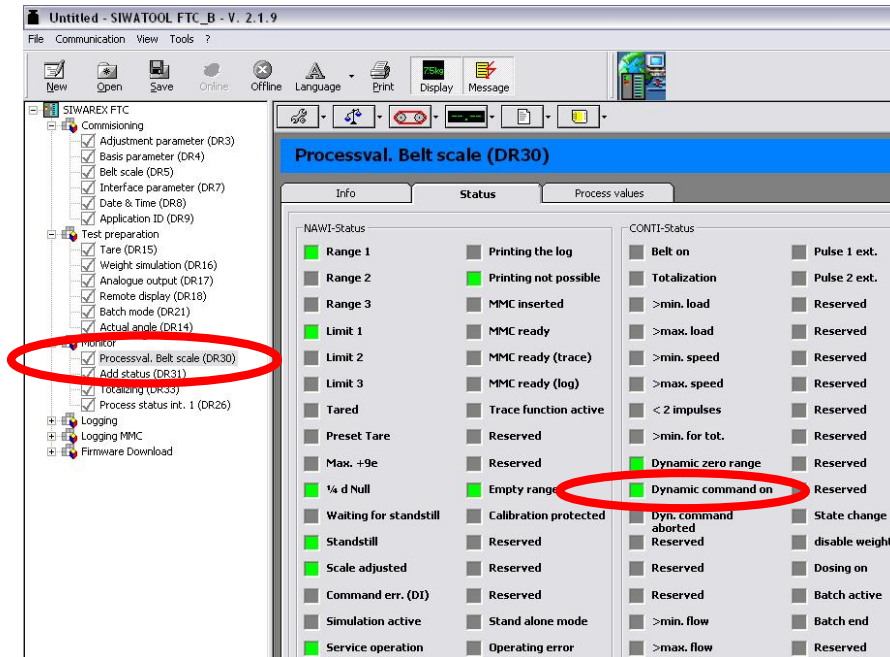 Untitled - SIWATOOL FTC_B - V. 2.1.9
File Communication View Tools ?
New Open Save Online Offline Language Print Display Message
7.5kg
SIWAREX FTC
Commisioning
Adjustment parameter (DR3)
Basis parameter (DR4)
Belt scale (DR5)
Interface parameter (DR7)
Date & Time (DR8)
Application ID (DR9)
Test preparation
Tare (DR15)
Weight simulation (DR16)
Analogue output (DR17)
Remote display (DR18)
Batch mode (DR21)
Actual angle (DR14)
Monitor
Processval. Belt scale (DR30)
Add status (DR31)
Totalizing (DR33)
Process status int. 1 (DR26)
Logging
Logging MMC
Firmware Download
Processval. Belt scale (DR30)
Info Status Process values
NAWI-Status
Range 1
Range 2
Range 3
Limit 1
Limit 2
Limit 3
Tared
Preset Tare
Max. +9e
¼ d Null
Waiting for standstill
Standstill
Scale adjusted
Command err. (DI)
Simulation active
Service operation
Printing the log
Printing not possible
MMC inserted
MMC ready
MMC ready (trace)
MMC ready (log)
Trace function active
Reserved
Reserved
Empty range
Calibration protected
Reserved
Reserved
Reserved
Stand alone mode
Operating error
CONTI-Status
Belt on
Totalization
>min. load
>max. load
>min. speed
>max. speed
< 2 impulses
>min. for tot.
Dynamic zero range
Dynamic command on
Dyn. command
aborted
Reserved
Reserved
Reserved
>min. flow
>max. flow
Pulse 1 ext.
Pulse 2 ext.
Reserved
Reserved
Reserved
Reserved
Reserved
Reserved
Reserved
Reserved
State change
disable weight
Dosing on
Batch active
Batch end
Reserved